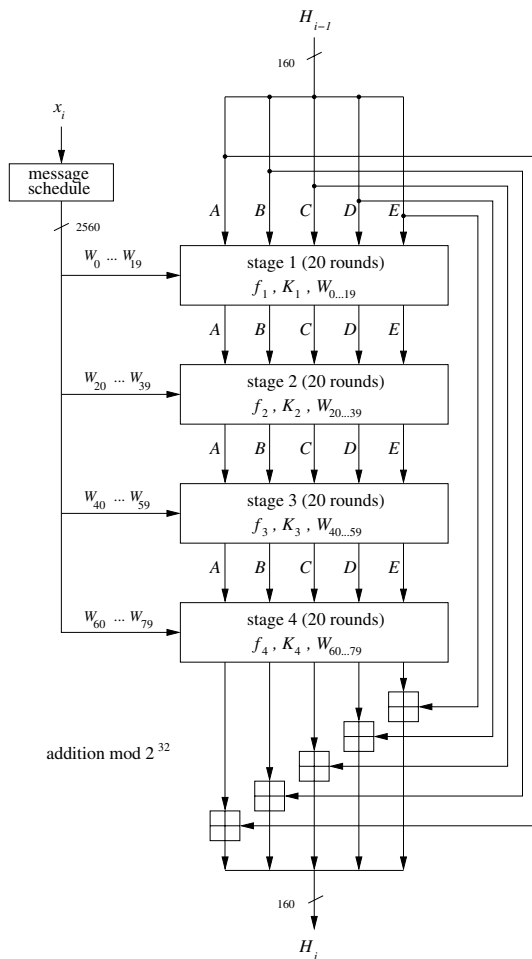 H_{i-1}
160
x_i
message
schedule
2560
A B C D E
W_0 ... W_19
stage 1 (20 rounds)
f_1 , K_1 , W_{0...19}
A B C D E
W_20 ... W_39
stage 2 (20 rounds)
f_2 , K_2 , W_{20...39}
A B C D E
W_40 ... W_59
stage 3 (20 rounds)
f_3 , K_3 , W_{40...59}
A B C D E
W_60 ... W_79
stage 4 (20 rounds)
f_4 , K_4 , W_{60...79}
addition mod 2^32
160
H_i